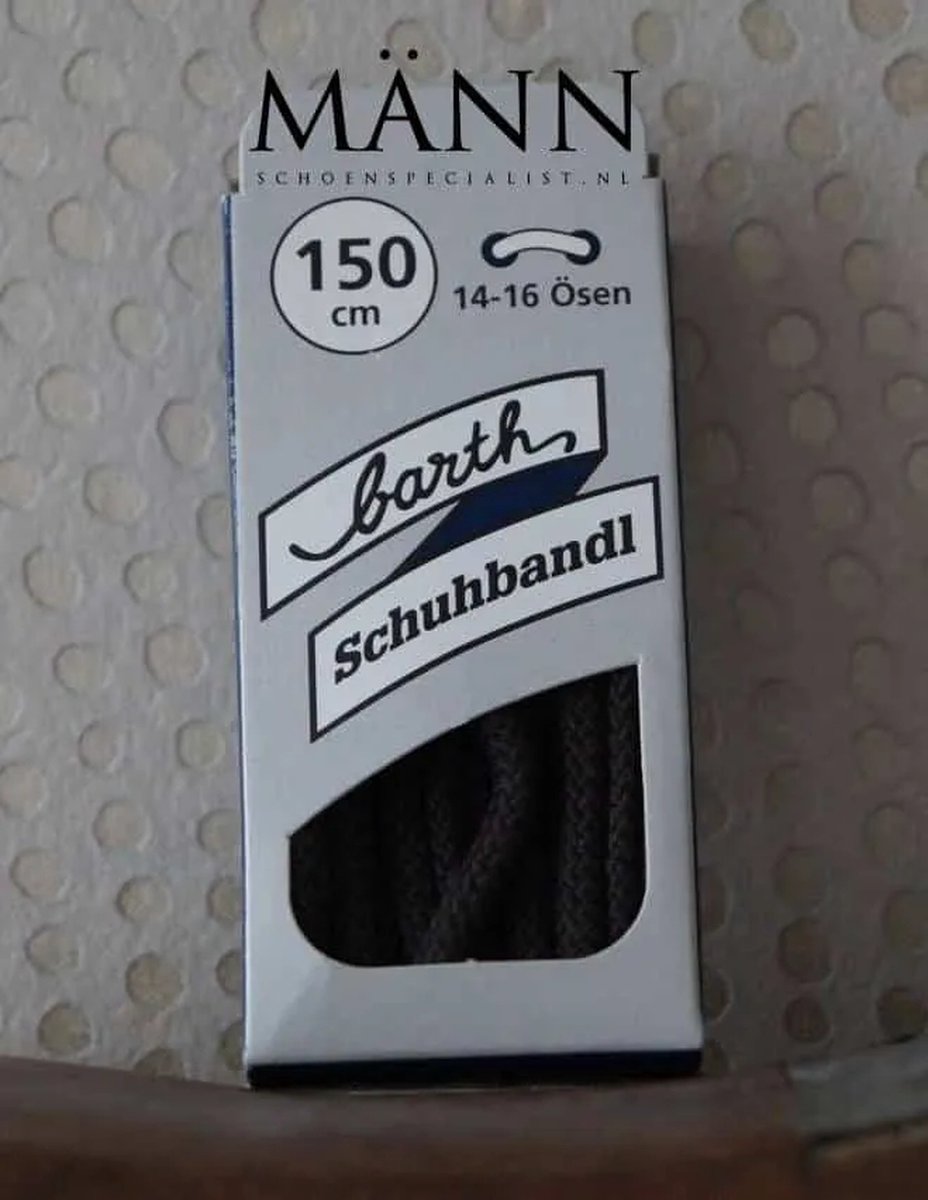 MÄNN
SCHOENSPECIALIST.NL
150
cm
14-16 Ösen
barth
Schuhbandl